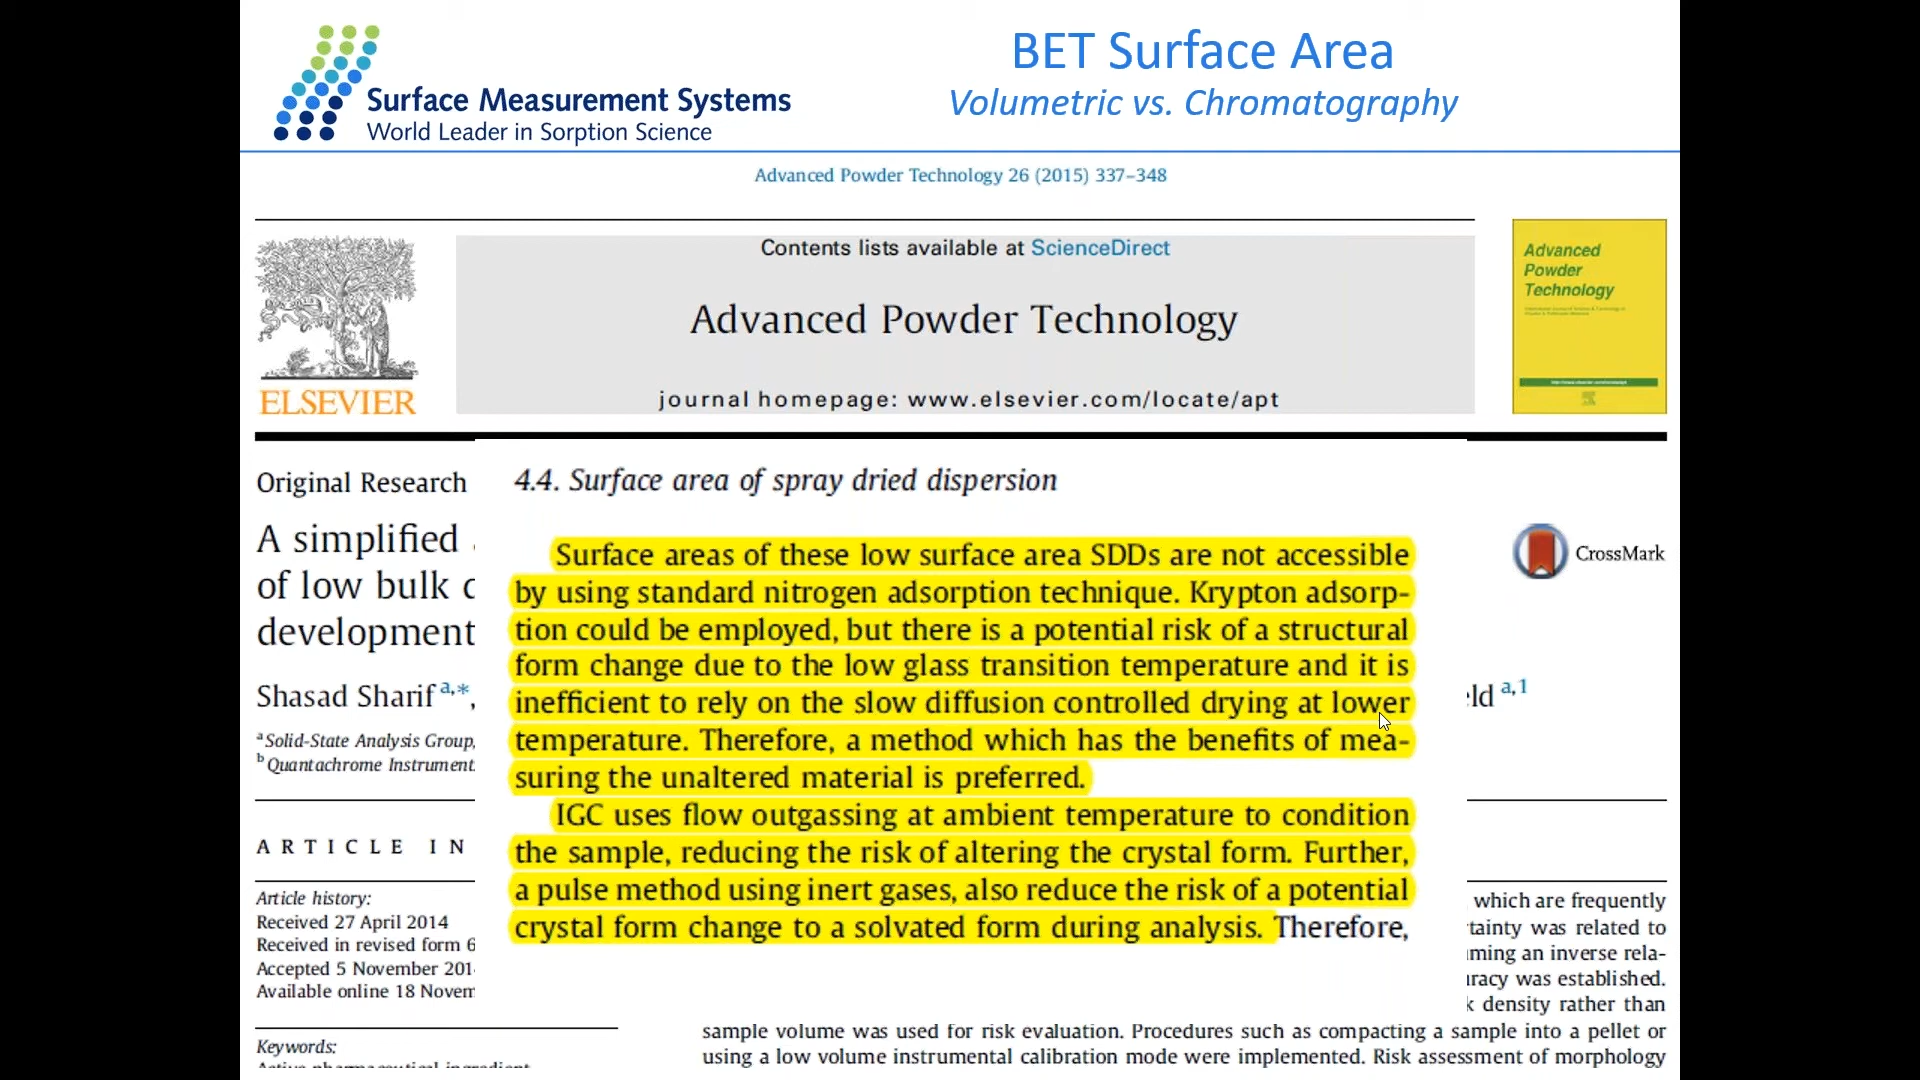 Surface Measurement Systems
World Leader in Sorption Science
BET Surface Area
Volumetric vs. Chromatography
Advanced Powder Technology 26 (2015) 337–348
Contents lists available at ScienceDirect
Advanced Powder Technology
journal homepage: www.elsevier.com/locate/apt
ELSEVIER
Advanced
Powder
Technology
Original Research
A simplified
of low bulk
development
Shasad Sharif a,*,
a Solid-State Analysis Group,
b Quantachrome Instrument
CrossMark
eld a,1
4.4. Surface area of spray dried dispersion
Surface areas of these low surface area SDDs are not accessible
by using standard nitrogen adsorption technique. Krypton adsorp-
tion could be employed, but there is a potential risk of a structural
form change due to the low glass transition temperature and it is
inefficient to rely on the slow diffusion controlled drying at lower
temperature. Therefore, a method which has the benefits of mea-
suring the unaltered material is preferred.
IGC uses flow outgassing at ambient temperature to condition
the sample, reducing the risk of altering the crystal form. Further,
a pulse method using inert gases, also reduce the risk of a potential
crystal form change to a solvated form during analysis. Therefore,
ARTICLE IN
Article history:
Received 27 April 2014
Received in revised form 6
Accepted 5 November 201
Available online 18 Novem
Keywords:
, which are frequently
tainty was related to
ming an inverse rela-
racy was established.
k density rather than
sample volume was used for risk evaluation. Procedures such as compacting a sample into a pellet or
using a low volume instrumental calibration mode were implemented. Risk assessment of morphology